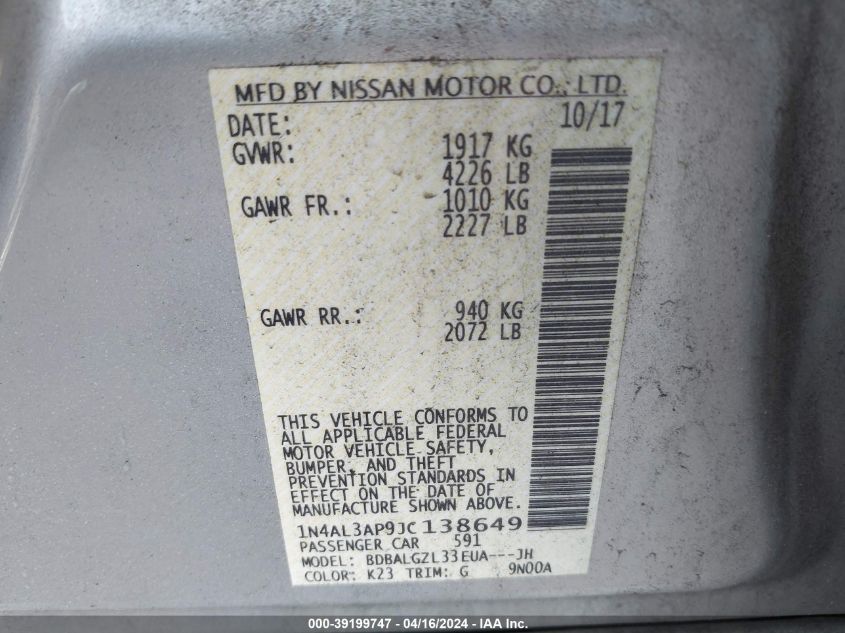 MFD BY NISSAN MOTOR CO., LTD.
DATE: 10/17
GVWR: 1917 KG
4226 LB
GAWR FR.: 1010 KG
2227 LB
GAWR RR.: 940 KG
2072 LB
THIS VEHICLE CONFORMS TO
ALL APPLICABLE FEDERAL
MOTOR VEHICLE SAFETY,
BUMPER, AND THEFT
PREVENTION STANDARDS IN
EFFECT ON THE DATE OF
MANUFACTURE SHOWN ABOVE.
1N4AL3AP9JC138649
PASSENGER CAR 591
MODEL: BDBALGZL33EUA---JH
COLOR: K23 TRIM: G 9N00A
000-39199747 - 04/16/2024 - IAA Inc.